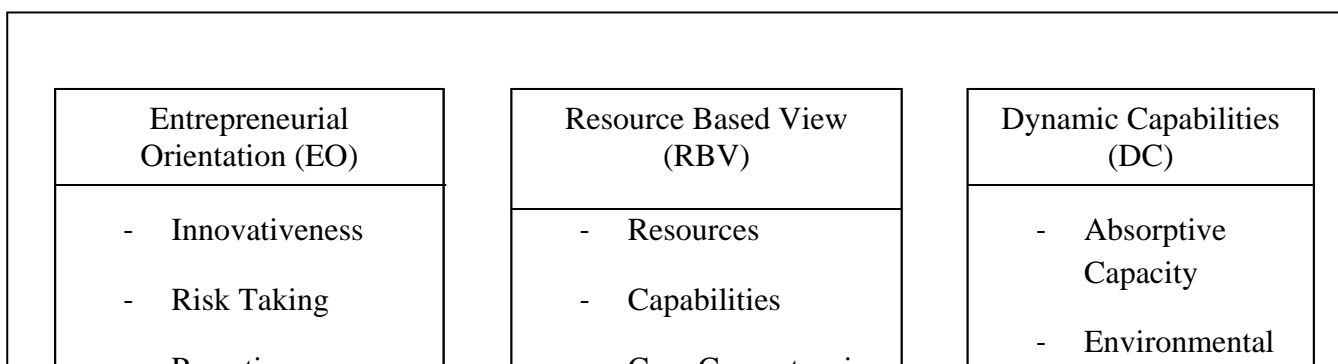 Entrepreneurial
Orientation (EO)
- Innovativeness
- Risk Taking
Resource Based View
(RBV)
- Resources
- Capabilities
Dynamic Capabilities
(DC)
- Absorptive
Capacity
- Environmental